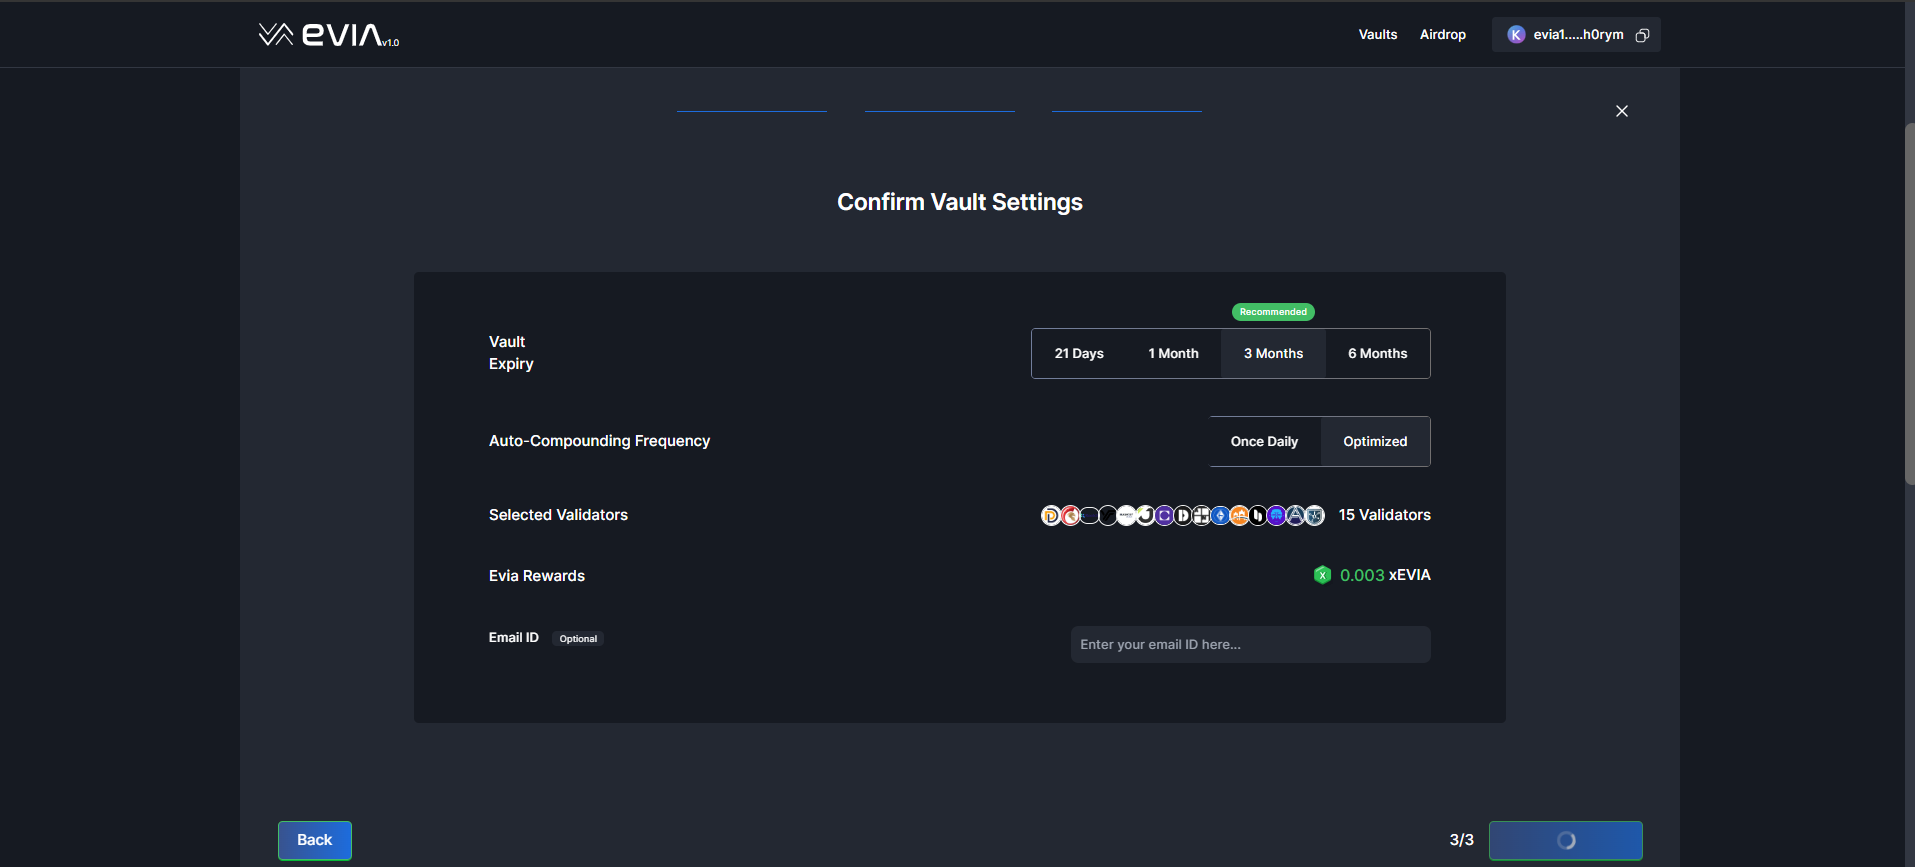 EVIA v1.0
Vaults Airdrop K evia1.....h0rym
Confirm Vault Settings
Recommended
Vault
Expiry
21 Days 1 Month 3 Months 6 Months
Auto-Compounding Frequency Once Daily Optimized
Selected Validators 15 Validators
Evia Rewards X 0.003 xEVIA
Email ID Optional Enter your email ID here...
Back 3/3